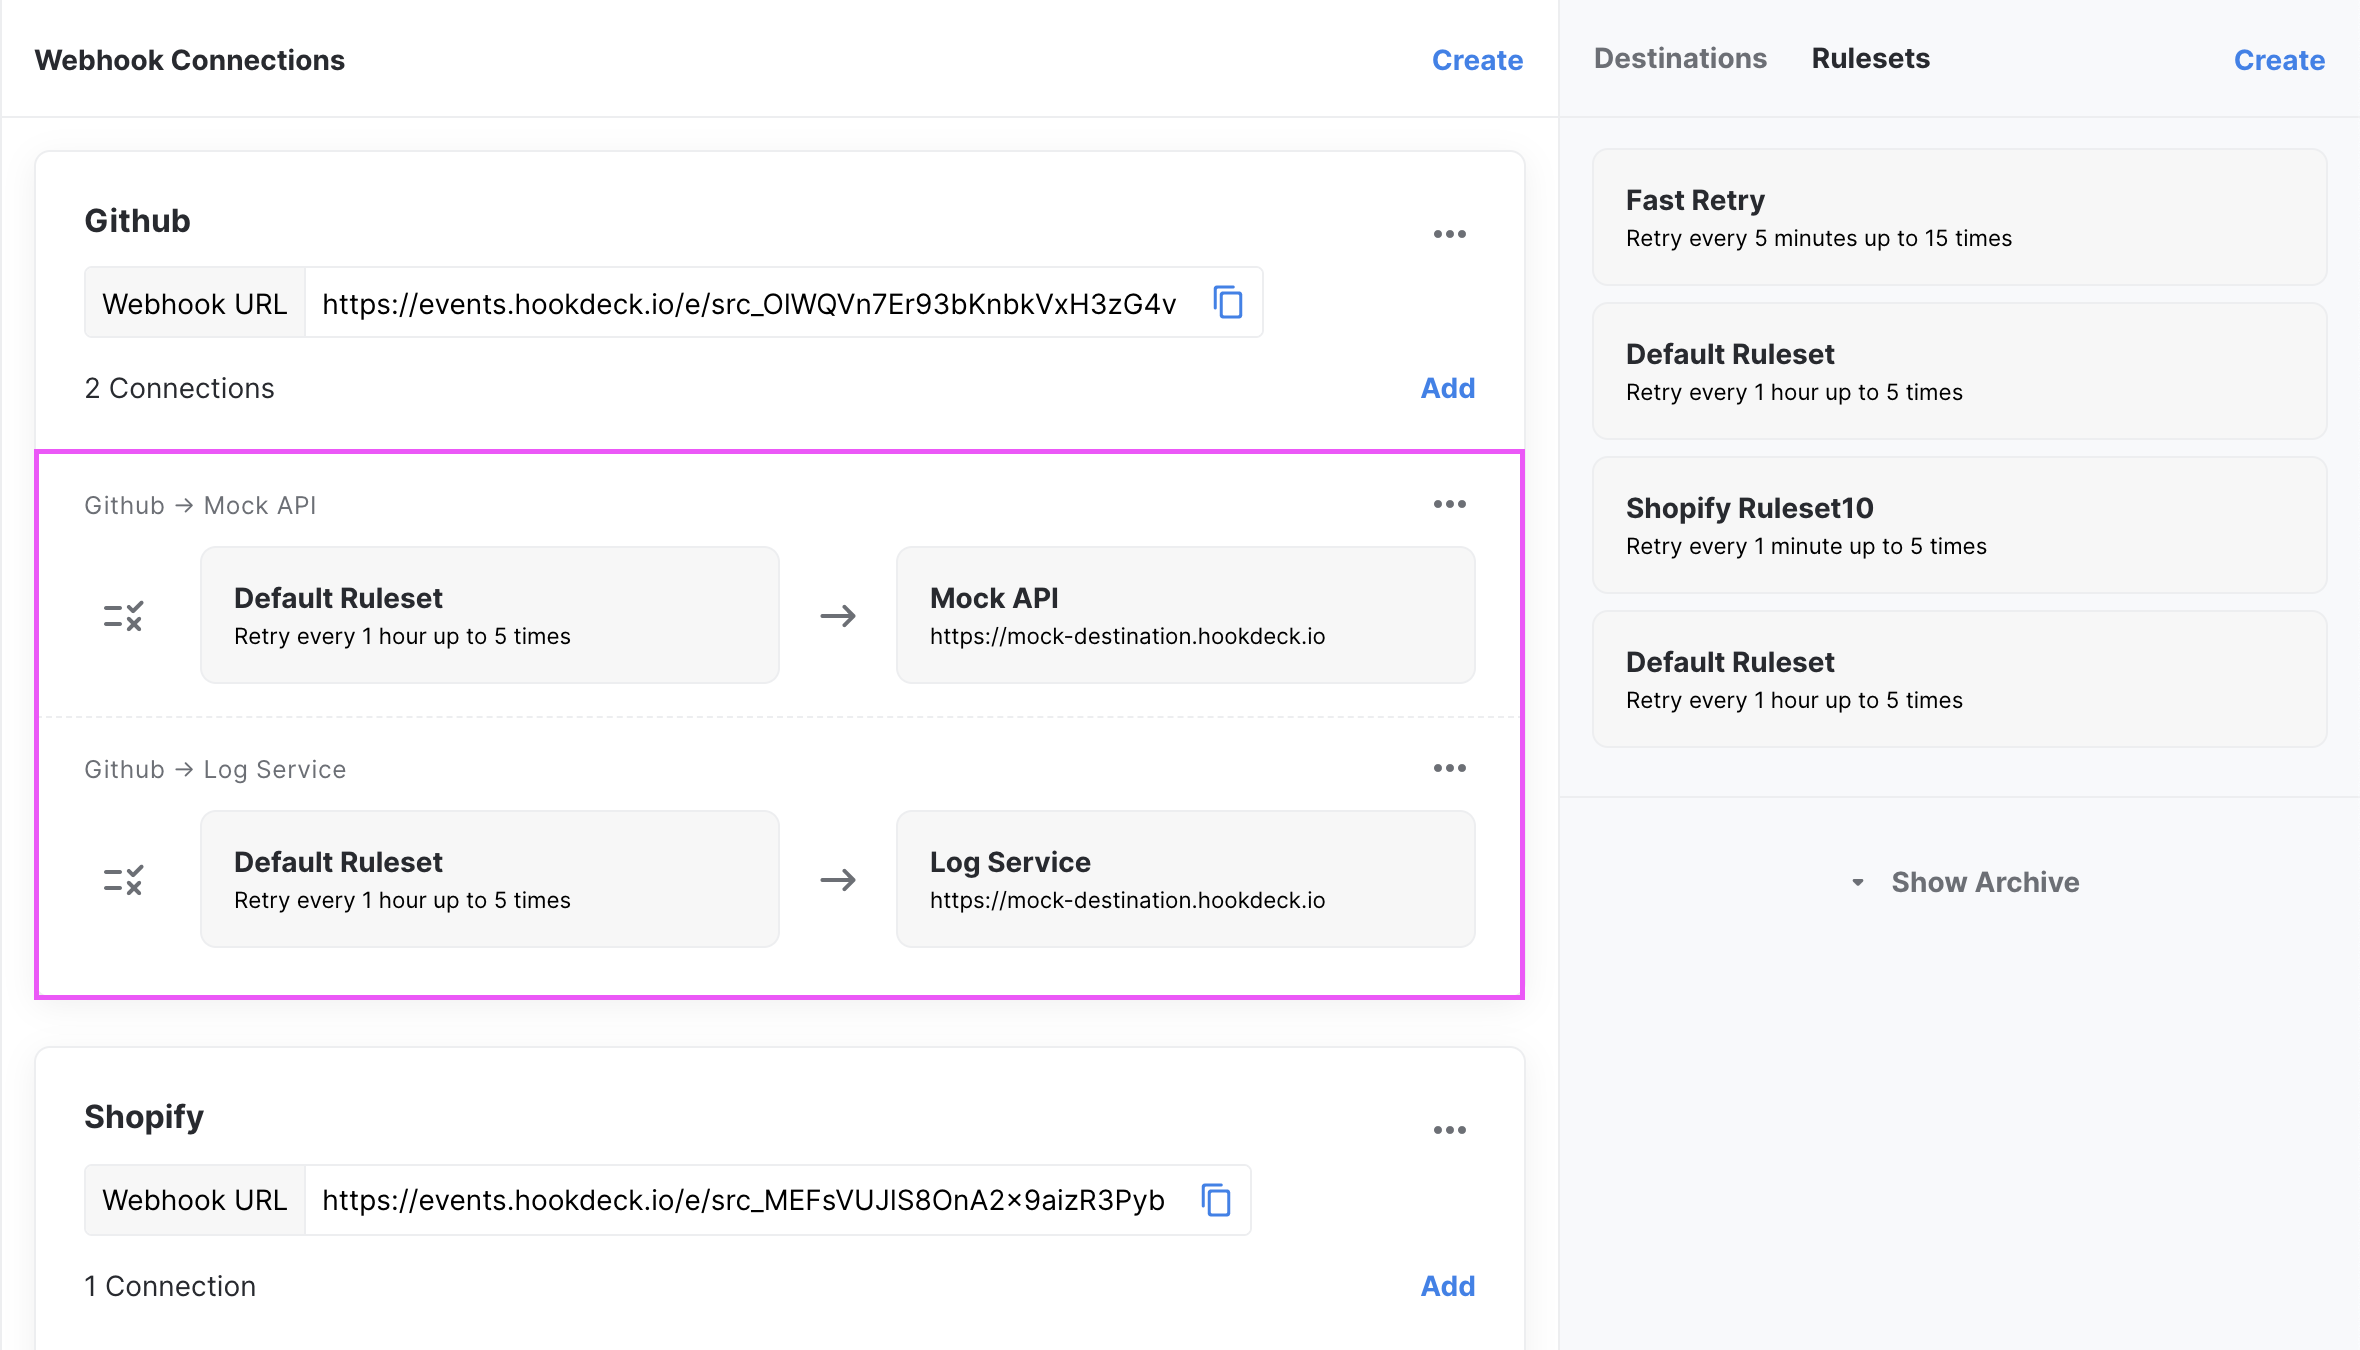 Webhook Connections
Create
Github
Webhook URL https://events.hookdeck.io/e/src_OIWQVn7Er93bKnbkVxH3zG4v
2 Connections
Add
Github → Mock API
Default Ruleset
Retry every 1 hour up to 5 times
→
Mock API
https://mock-destination.hookdeck.io
Github → Log Service
Default Ruleset
Retry every 1 hour up to 5 times
→
Log Service
https://mock-destination.hookdeck.io
Shopify
Webhook URL https://events.hookdeck.io/e/src_MEFsVUJIS8OnA2×9aizR3Pyb
1 Connection
Add
Destinations Rulesets
Create
Fast Retry
Retry every 5 minutes up to 15 times
Default Ruleset
Retry every 1 hour up to 5 times
Shopify Ruleset10
Retry every 1 minute up to 5 times
Default Ruleset
Retry every 1 hour up to 5 times
Show Archive